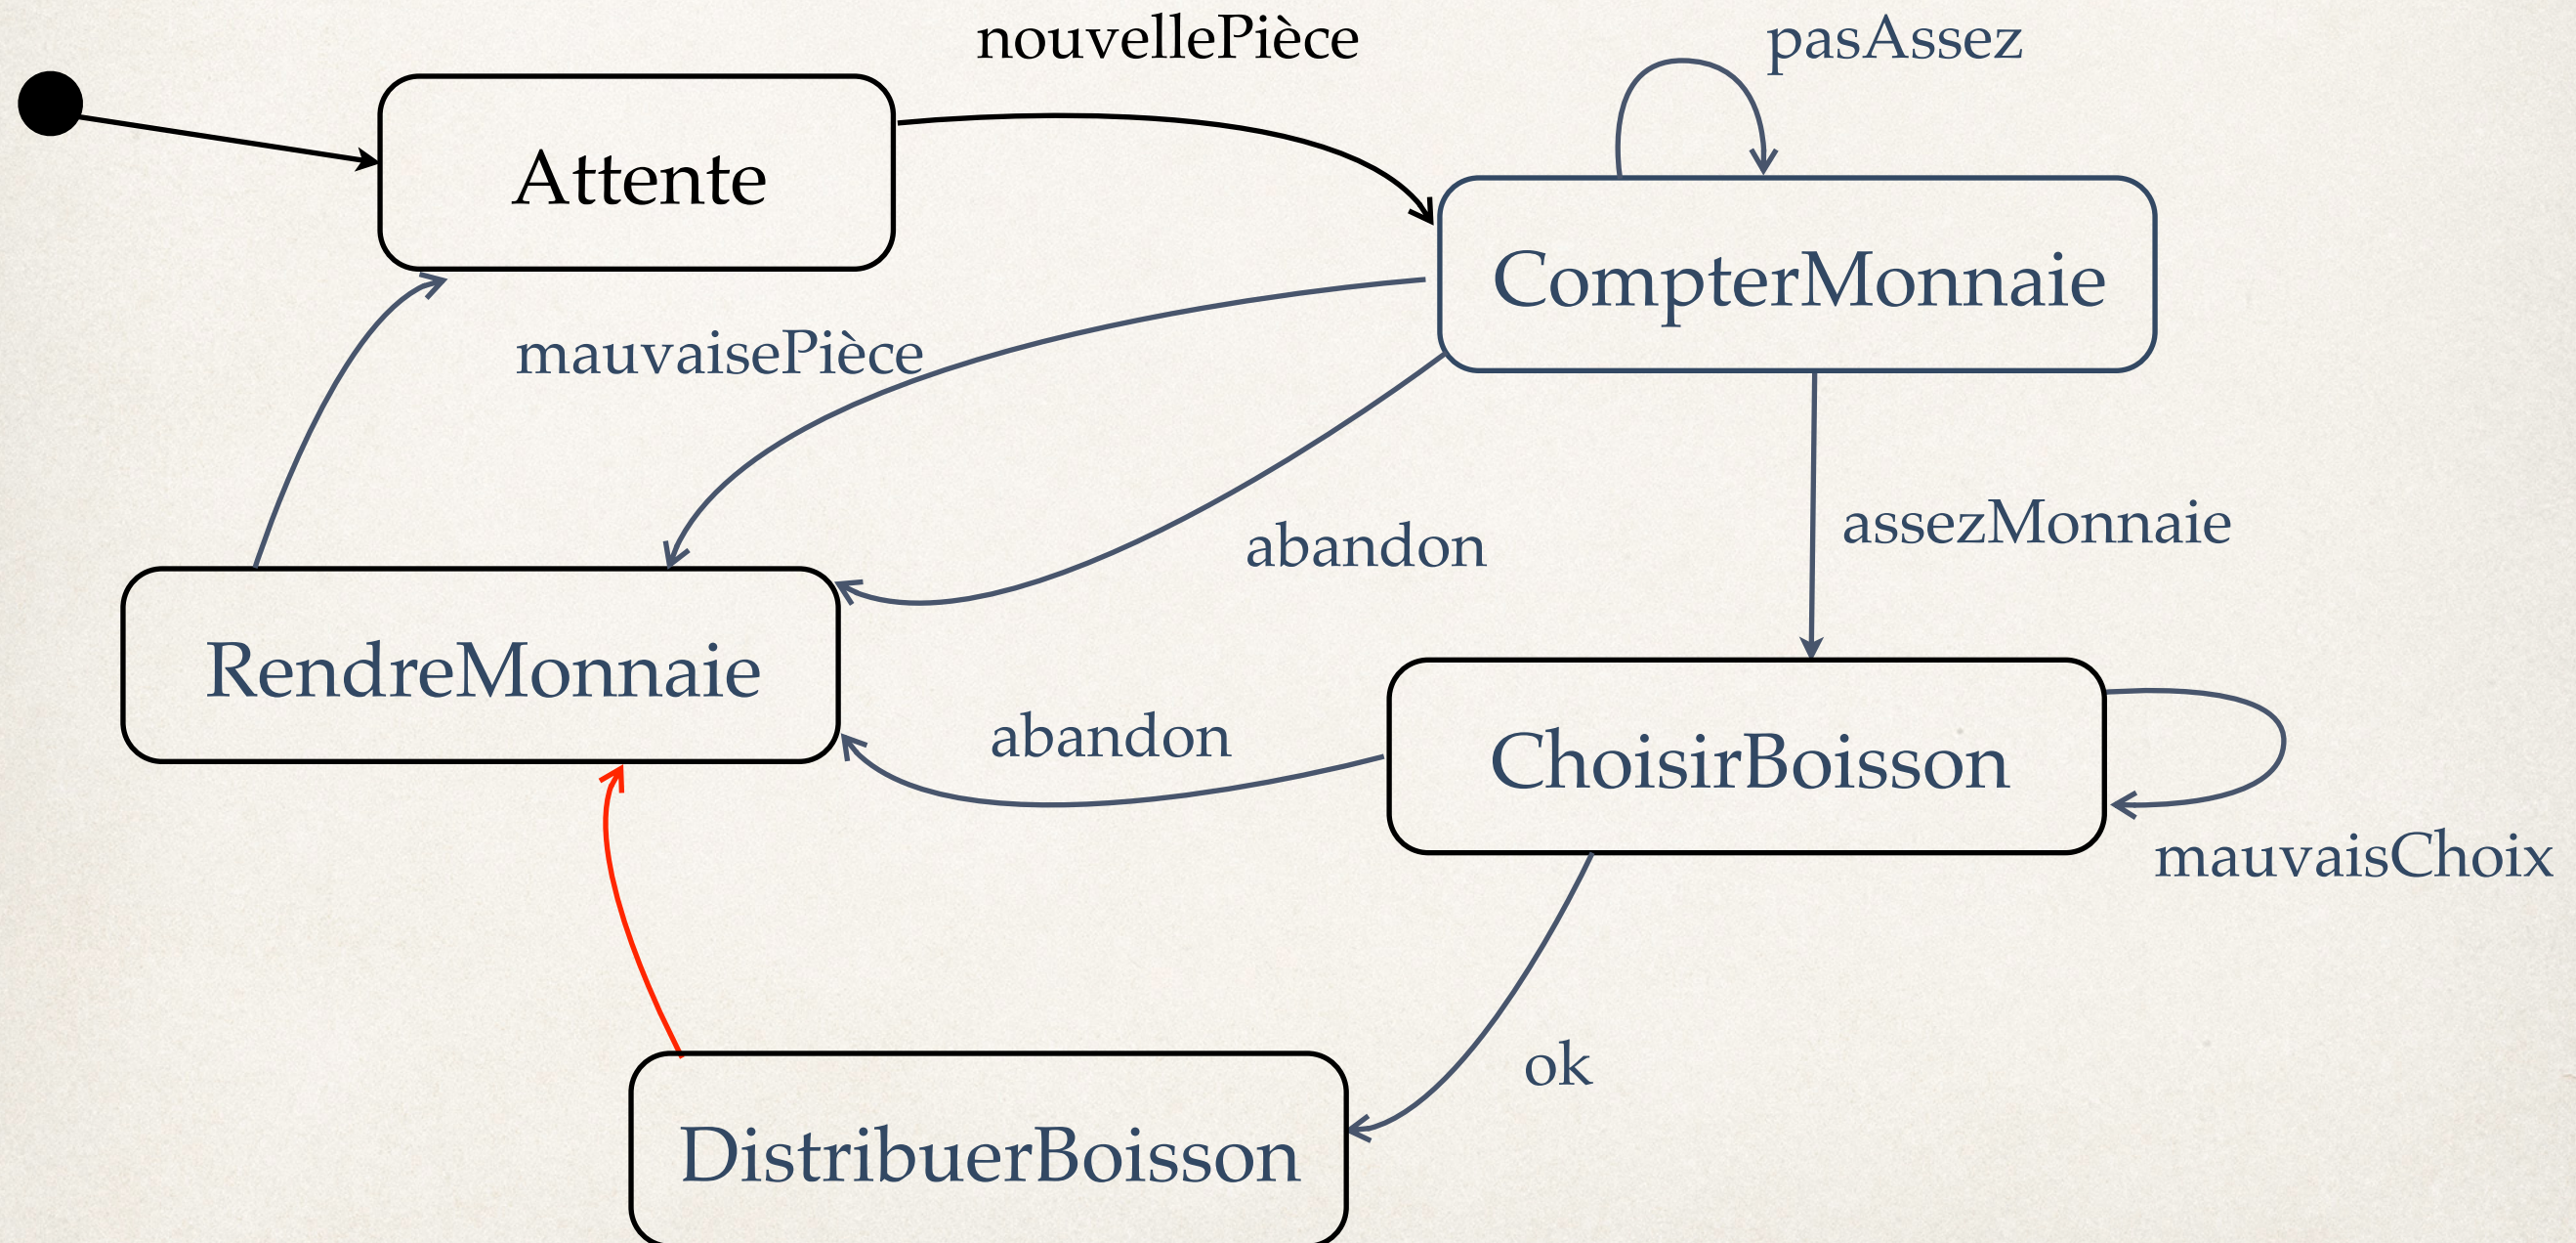 nouvellePièce
pasAssez
Attente
CompterMonnaie
mauvaisePièce
assezMonnaie
abandon
RendreMonnaie
abandon
ChoisirBoisson
mauvaisChoix
ok
DistribuerBoisson